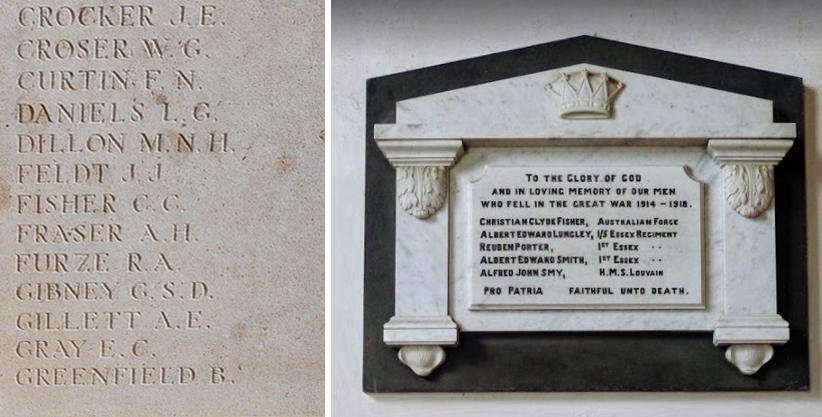 CROCKER J.E.
CROSER W.G.
CURTIN F.N.
DANIELS L.G.
DILLON M.N.H.
FELDT J.J.
FISHER C.C.
FRASER A.H.
FURZE R.A.
GIBNEY G.S.D.
GILLETT A.E.
GRAY E.C.
GREENFIELD B.
TO THE GLORY OF GOD
AND IN LOVING MEMORY OF OUR MEN
WHO FELL IN THE GREAT WAR 1914 - 1918.
CHRISTIAN CLYDE FISHER, AUSTRALIAN FORCE
ALBERT EDWARD LUNGLEY, 1/5 ESSEX REGIMENT
REUBEN PORTER, 1ST ESSEX ..
ALBERT EDWARD SMITH, 1ST ESSEX ..
ALFRED JOHN SMY, H.M.S. LOUVAIN
PRO PATRIA FAITHFUL UNTO DEATH.